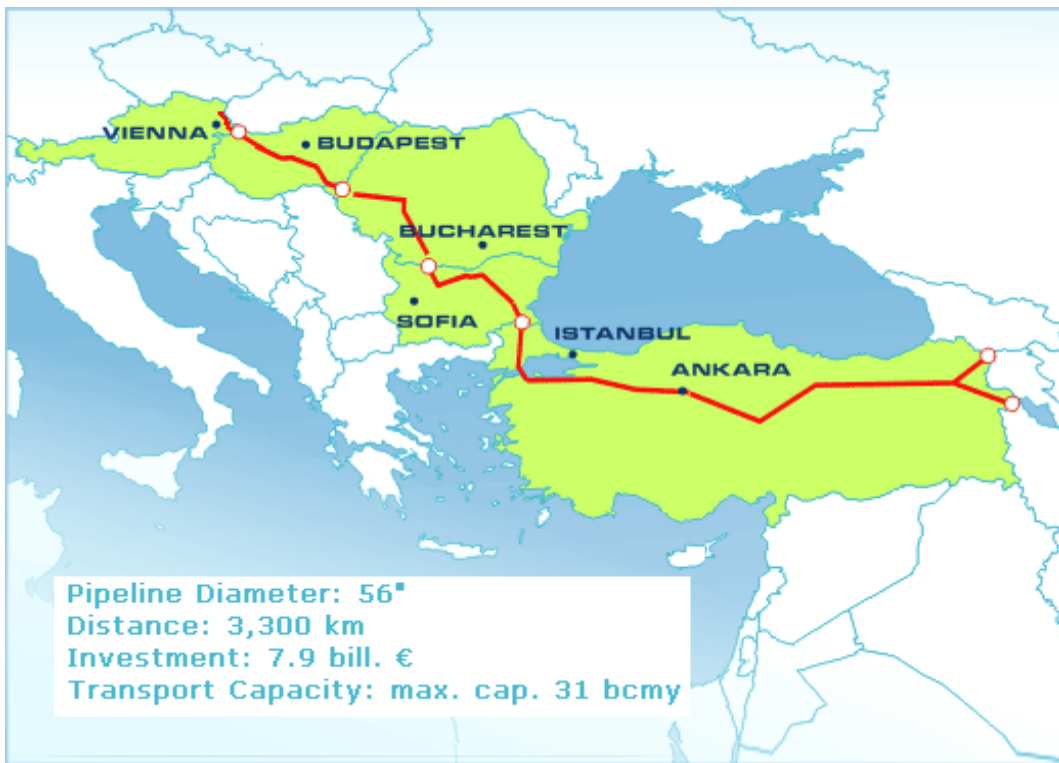 VIENNA
BUDAPEST
BUCHAREST
SOFIA
ISTANBUL
ANKARA
Pipeline Diameter: 56"
Distance: 3,300 km
Investment: 7.9 bill. €
Transport Capacity: max. cap. 31 bcmy